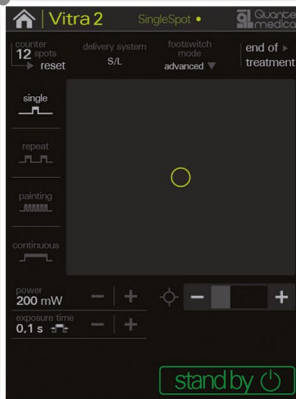 Vitra 2
SingleSpot
Quantel medical
counter
12 spots
reset
delivery system
S/L
footswitch
mode
advanced
end of
treatment
single
repeat
painting
continuous
power
200 mW
exposure time
0,1 s
stand by